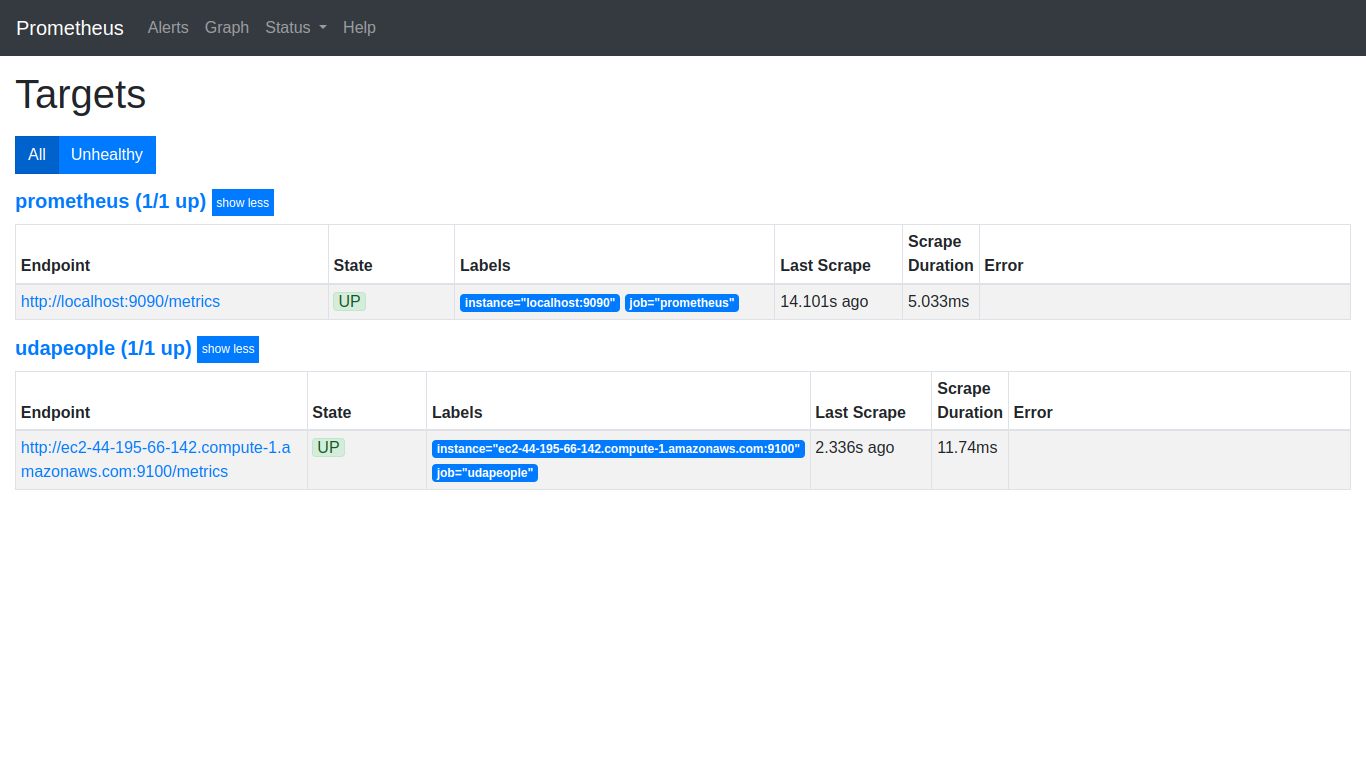 Prometheus Alerts Graph Status Help
Targets
All Unhealthy
prometheus (1/1 up) show less
Endpoint State Labels Last Scrape Scrape Duration Error
http://localhost:9090/metrics UP instance="localhost:9090" job="prometheus" 14.101s ago 5.033ms
udapeople (1/1 up) show less
Endpoint State Labels Last Scrape Scrape Duration Error
http://ec2-44-195-66-142.compute-1.a UP instance="ec2-44-195-66-142.compute-1.amazonaws.com:9100" 2.336s ago 11.74ms
mazonaws.com:9100/metrics job="udapeople"